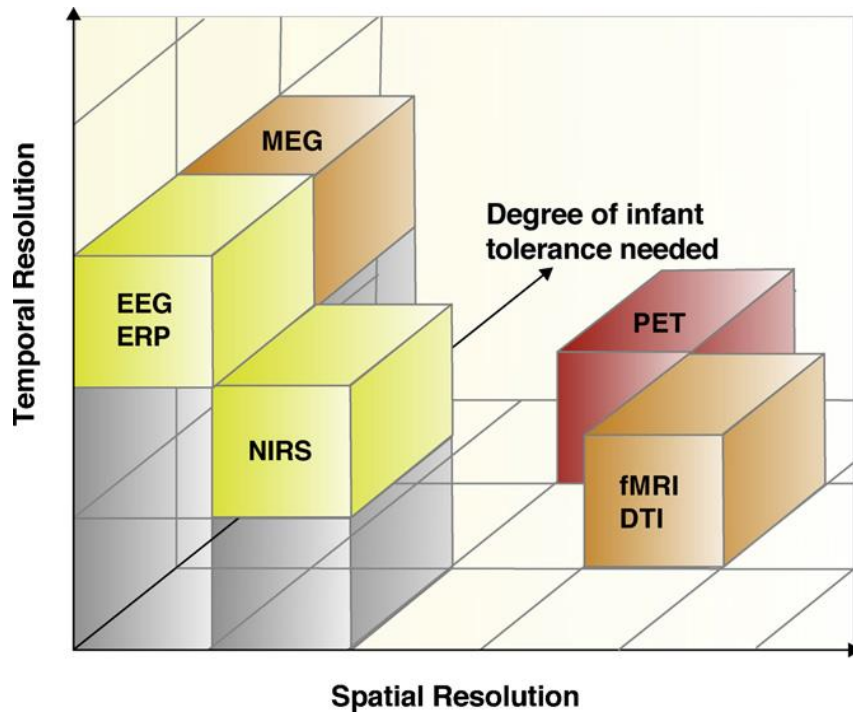 MEG
Degree of infant
tolerance needed
EEG
ERP
PET
NIRS
fMRI
DTI
Temporal Resolution
Spatial Resolution